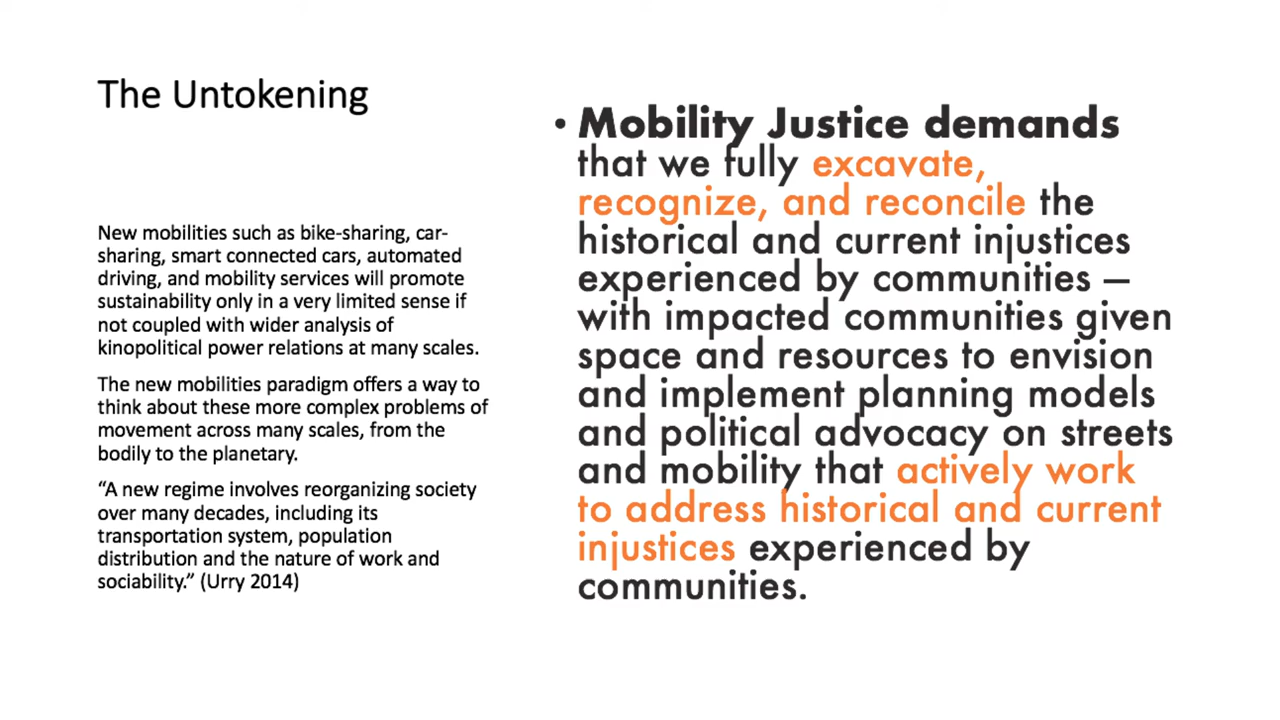 The Untokening
New mobilities such as bike-sharing, car-
sharing, smart connected cars, automated
driving, and mobility services will promote
sustainability only in a very limited sense if
not coupled with wider analysis of
kinopolitical power relations at many scales.
The new mobilities paradigm offers a way to
think about these more complex problems of
movement across many scales, from the
bodily to the planetary.
“A new regime involves reorganizing society
over many decades, including its
transportation system, population
distribution and the nature of work and
sociability.” (Urry 2014)
• Mobility Justice demands
that we fully excavate,
recognize, and reconcile the
historical and current injustices
experienced by communities —
with impacted communities given
space and resources to envision
and implement planning models
and political advocacy on streets
and mobility that actively work
to address historical and current
injustices experienced by
communities.